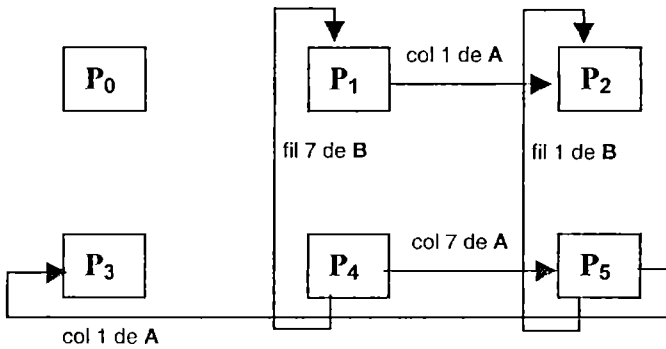 P0
P1
col 1 de A
P2
fil 7 de B
fil 1 de B
P3
P4
col 7 de A
P5
col 1 de A